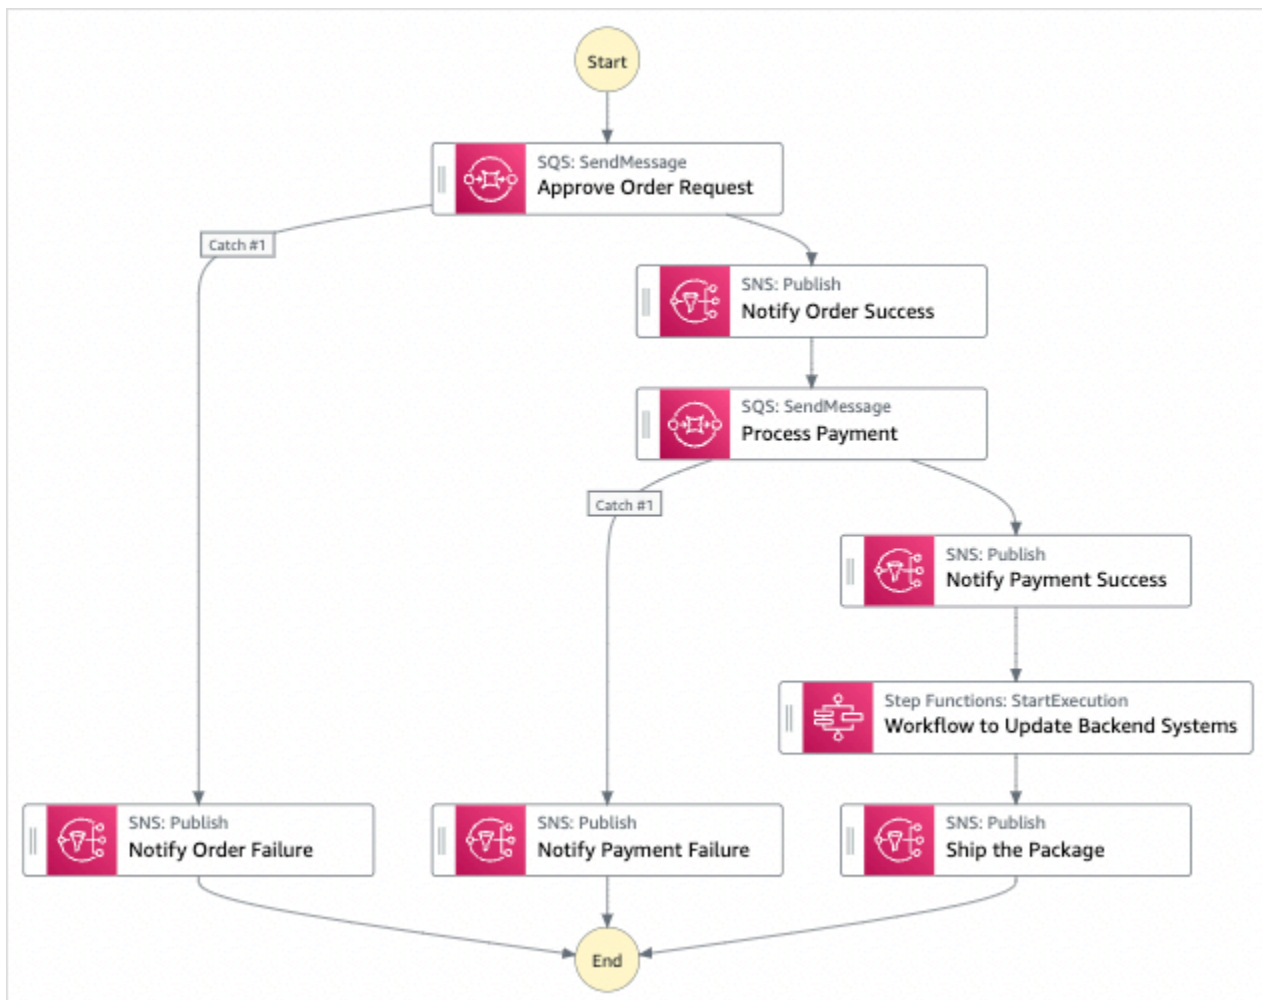 Start
SQS: SendMessage
Approve Order Request
Catch #1
SNS: Publish
Notify Order Success
SQS: SendMessage
Process Payment
Catch #1
SNS: Publish
Notify Payment Success
Step Functions: StartExecution
Workflow to Update Backend Systems
SNS: Publish
Notify Order Failure
SNS: Publish
Notify Payment Failure
SNS: Publish
Ship the Package
End